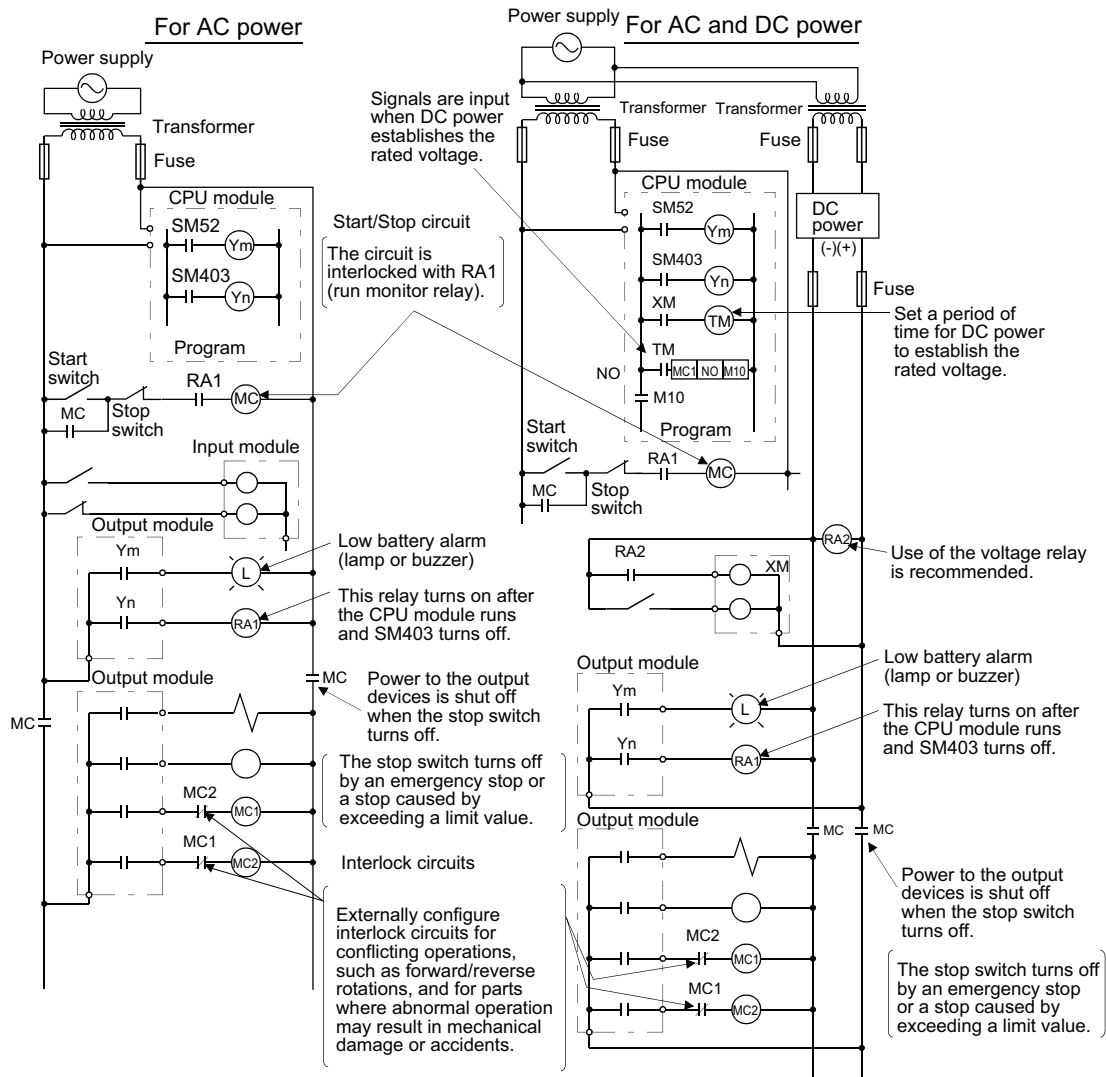 For AC power
Power supply
Transformer
Fuse
CPU module
SM52
Ym
SM403
Yn
Program
Start/Stop circuit
The circuit is
interlocked with RA1
(run monitor relay).
Start
switch
MC
Stop
switch
RA1
MC
Input module
Output module
Ym
L
Low battery alarm
(lamp or buzzer)
Yn
RA1
This relay turns on after
the CPU module runs
and SM403 turns off.
Output module
MC
MC
Power to the output
devices is shut off
when the stop switch
turns off.
The stop switch turns off
by an emergency stop or
a stop caused by
exceeding a limit value.
MC2
MC1
MC1
MC2
Interlock circuits
Externally configure
interlock circuits for
conflicting operations,
such as forward/reverse
rotations, and for parts
where abnormal operation
may result in mechanical
damage or accidents.
For AC and DC power
Power supply
Transformer
Transformer
Signals are input
when DC power
establishes the
rated voltage.
Fuse
Fuse
CPU module
SM52
Ym
SM403
Yn
XM
TM
TM
NO
MC1 NO M10
M10
Program
DC
power
(-)(+)
Fuse
Set a period of
time for DC power
to establish the
rated voltage.
Start
switch
MC
Stop
switch
RA1
MC
RA2
Use of the voltage relay
is recommended.
RA2
XM
Output module
Ym
L
Low battery alarm
(lamp or buzzer)
Yn
RA1
This relay turns on after
the CPU module runs
and SM403 turns off.
Output module
MC
MC
Power to the output
devices is shut off
when the stop switch
turns off.
The stop switch turns off
by an emergency stop
or a stop caused by
exceeding a limit value.
MC2
MC1
MC1
MC2